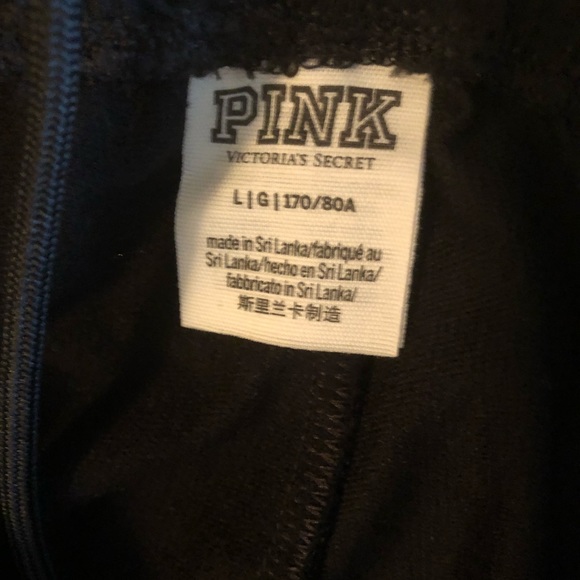 PINK
VICTORIA'S SECRET
L | G | 170/80A
made in Sri Lanka/fabriqué au
Sri Lanka/hecho en Sri Lanka/
fabbricato in Sri Lanka/
斯里兰卡制造